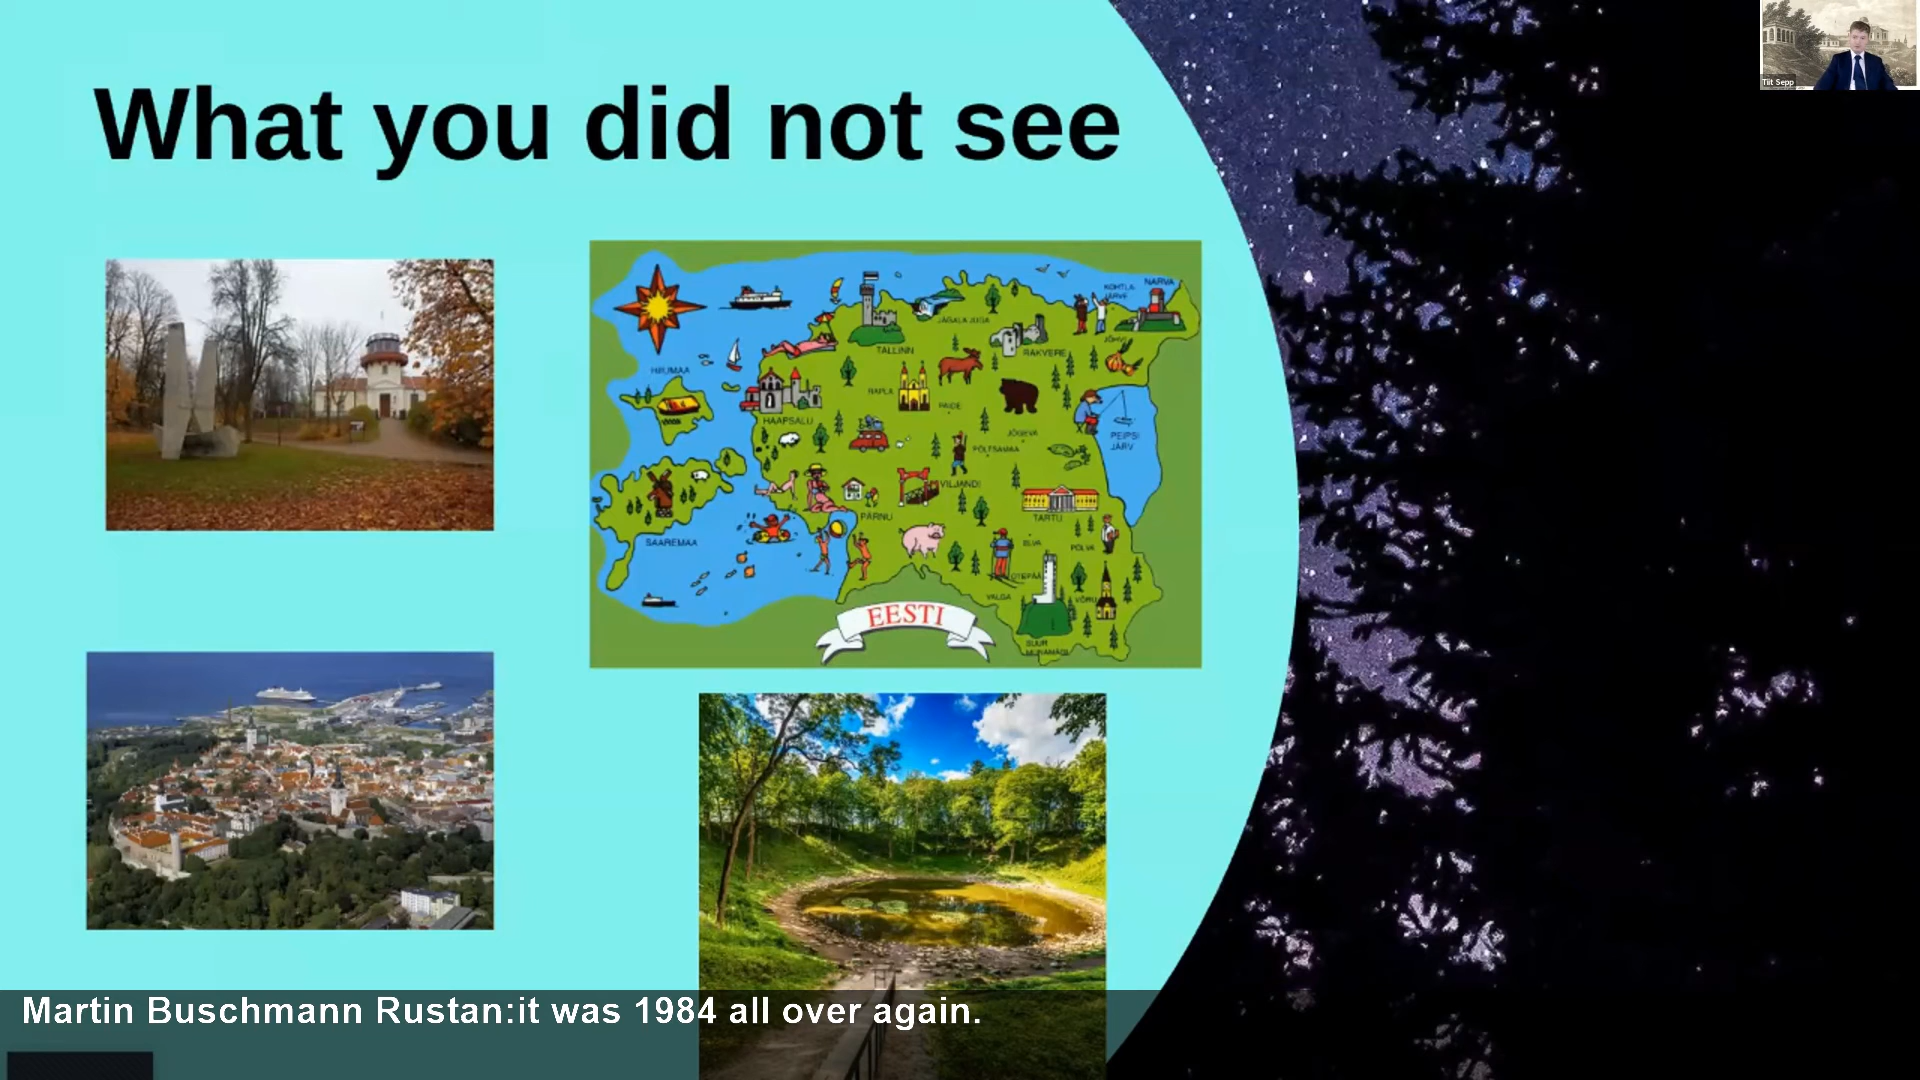 Tiit Sepp
What you did not see
NARVA
KOHTLA-
JÄRVE
JÄGALA JUGA
TALLINN
RAKVERE
JÕHVI
HIIUMAA
RAPLA
PAIDE
HAAPSALU
JÕGEVA
PEIPSI
JÄRV
PÕLTSAMAA
VILJANDI
PÄRNU
TARTU
SAAREMAA
ELVA
PÕLVA
OTEPÄÄ
VALGA
VÕRU
EESTI
SUUR
MUNAMÄGI
Martin Buschmann Rustan:it was 1984 all over again.